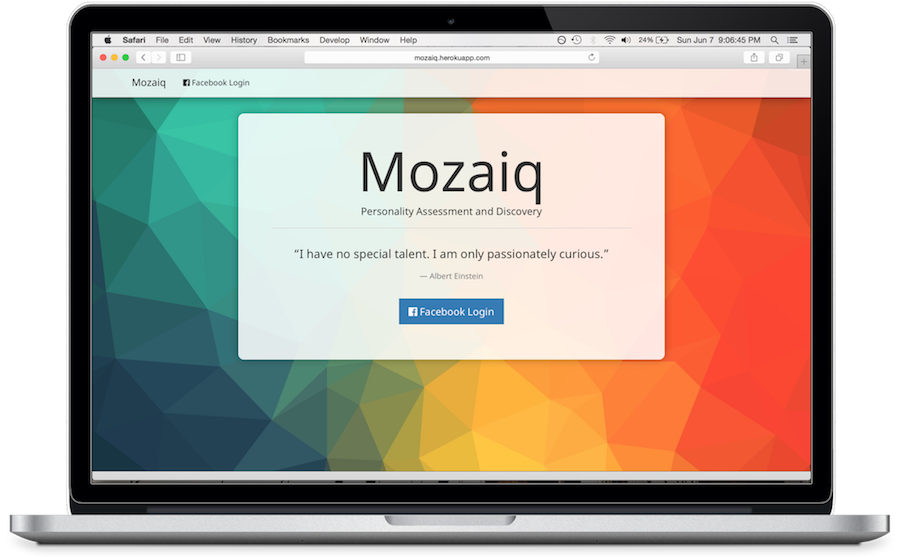 Safari File Edit View History Bookmarks Develop Window Help 24% Sun Jun 7 9:06:45 PM
mozaiq.herokuapp.com
Mozaiq Facebook Login
Mozaiq
Personality Assessment and Discovery
“I have no special talent. I am only passionately curious.”
— Albert Einstein
Facebook Login